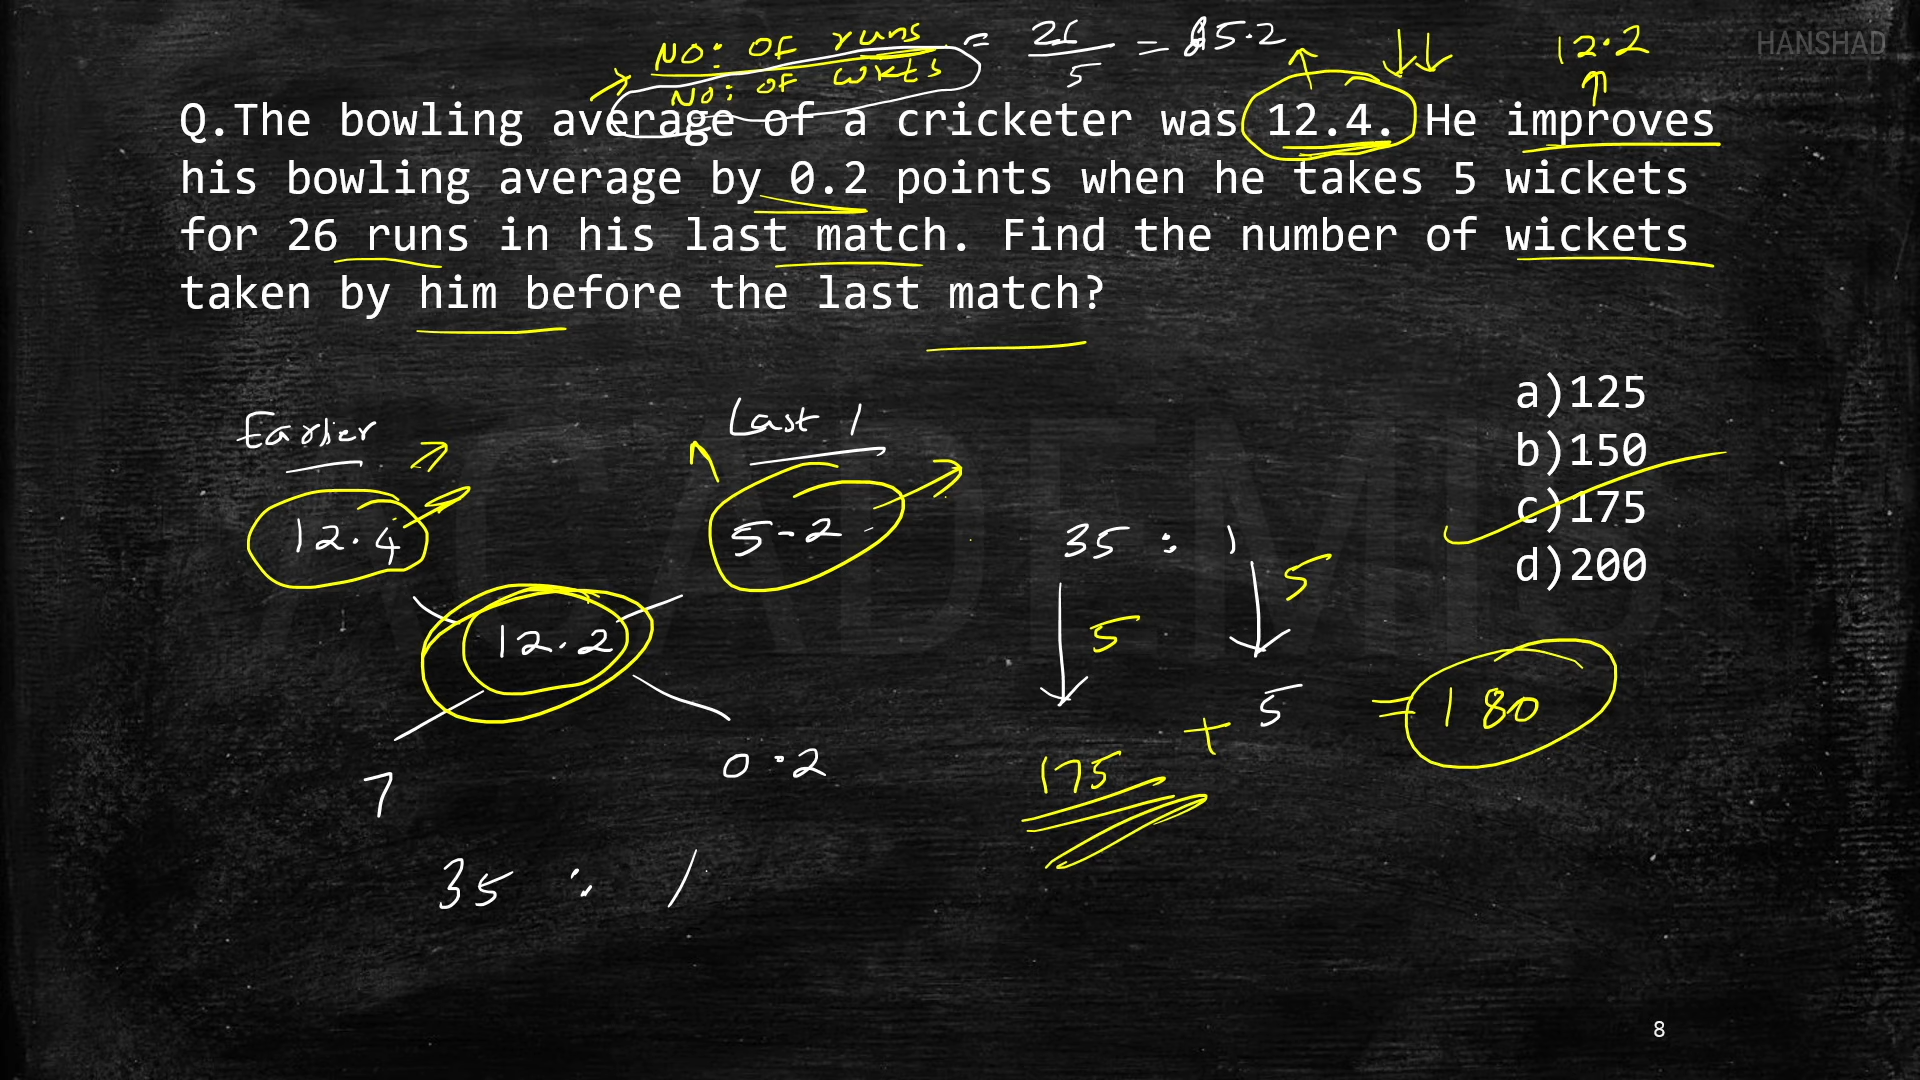 No: OF runs = 26 = 5.2 12.2
No: OF wkts 5
HANSHAD
Q.The bowling average of a cricketer was 12.4. He improves
his bowling average by 0.2 points when he takes 5 wickets
for 26 runs in his last match. Find the number of wickets
taken by him before the last match?
a)125
b)150
c)175
d)200
Earlier Last 1
12.4 5-2
12.2
7 0.2
35 : 1
35 : 1
5 5
175 + 5 = 180
ACADEMIS
8